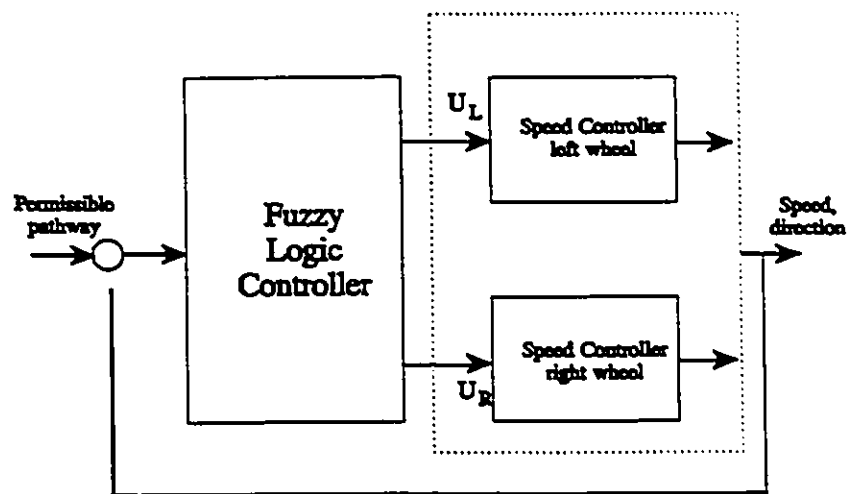 Permissible
pathway
Fuzzy
Logic
Controller
U_L
Speed Controller
left wheel
U_R
Speed Controller
right wheel
Speed,
direction